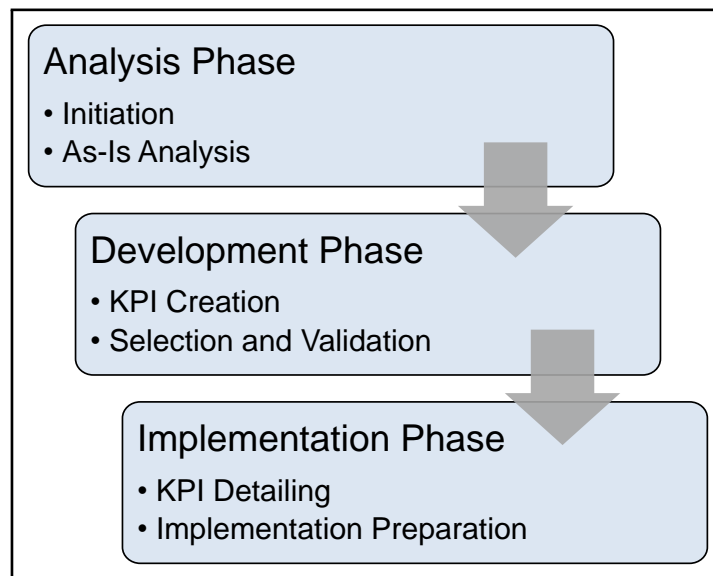 Analysis Phase
• Initiation
• As-Is Analysis
Development Phase
• KPI Creation
• Selection and Validation
Implementation Phase
• KPI Detailing
• Implementation Preparation